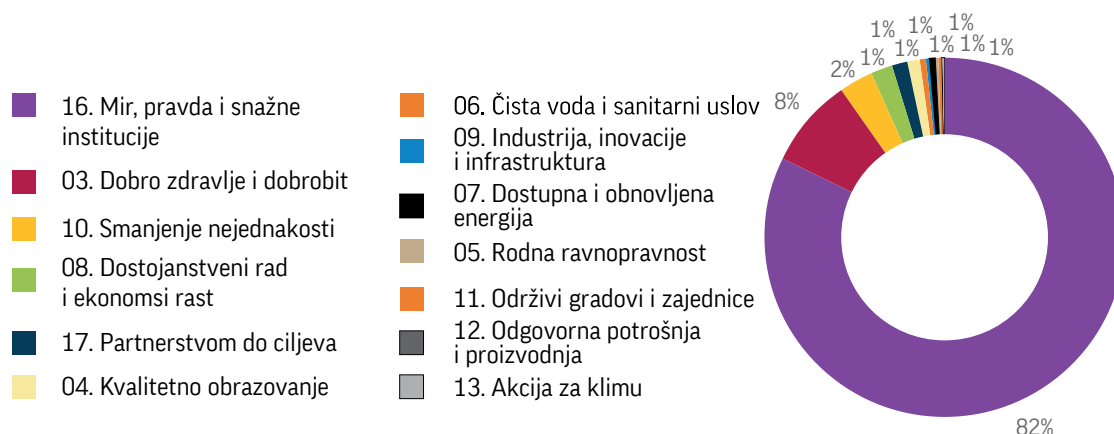 16. Mir, pravda i snažne
institucije
03. Dobro zdravlje i dobrobit
10. Smanjenje nejednakosti
08. Dostojanstveni rad
i ekonomsi rast
17. Partnerstvom do ciljeva
04. Kvalitetno obrazovanje
06. Čista voda i sanitarni uslov
09. Industrija, inovacije
i infrastruktura
07. Dostupna i obnovljena
energija
05. Rodna ravnopravnost
11. Održivi gradovi i zajednice
12. Odgovorna potrošnja
i proizvodnja
13. Akcija za klimu
82%
8%
2%
1%
1%
1%
1%
1%
1%
1%
1%